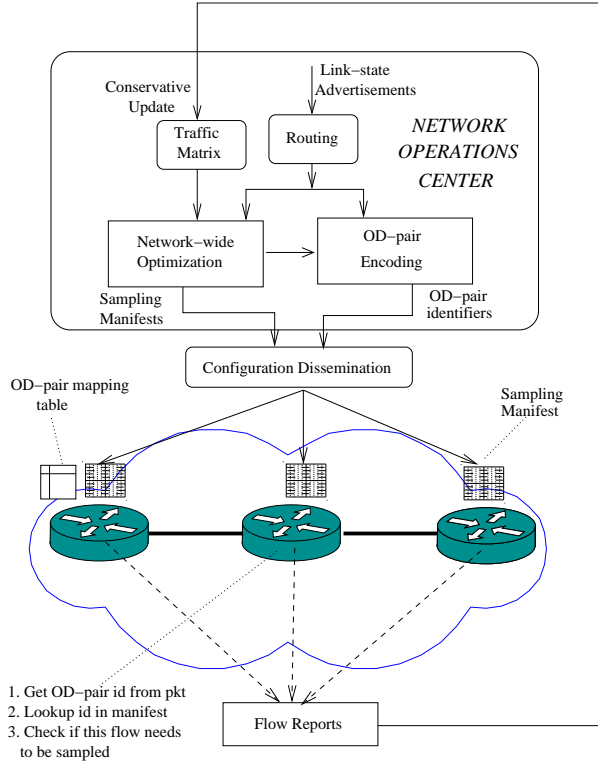 Conservative
Update
Link−state
Advertisements
Traffic
Matrix
Routing
NETWORK
OPERATIONS
CENTER
Network−wide
Optimization
OD−pair
Encoding
Sampling
Manifests
OD−pair
identifiers
Configuration Dissemination
OD−pair mapping
table
Sampling
Manifest
1. Get OD−pair id from pkt
2. Lookup id in manifest
3. Check if this flow needs
to be sampled
Flow Reports